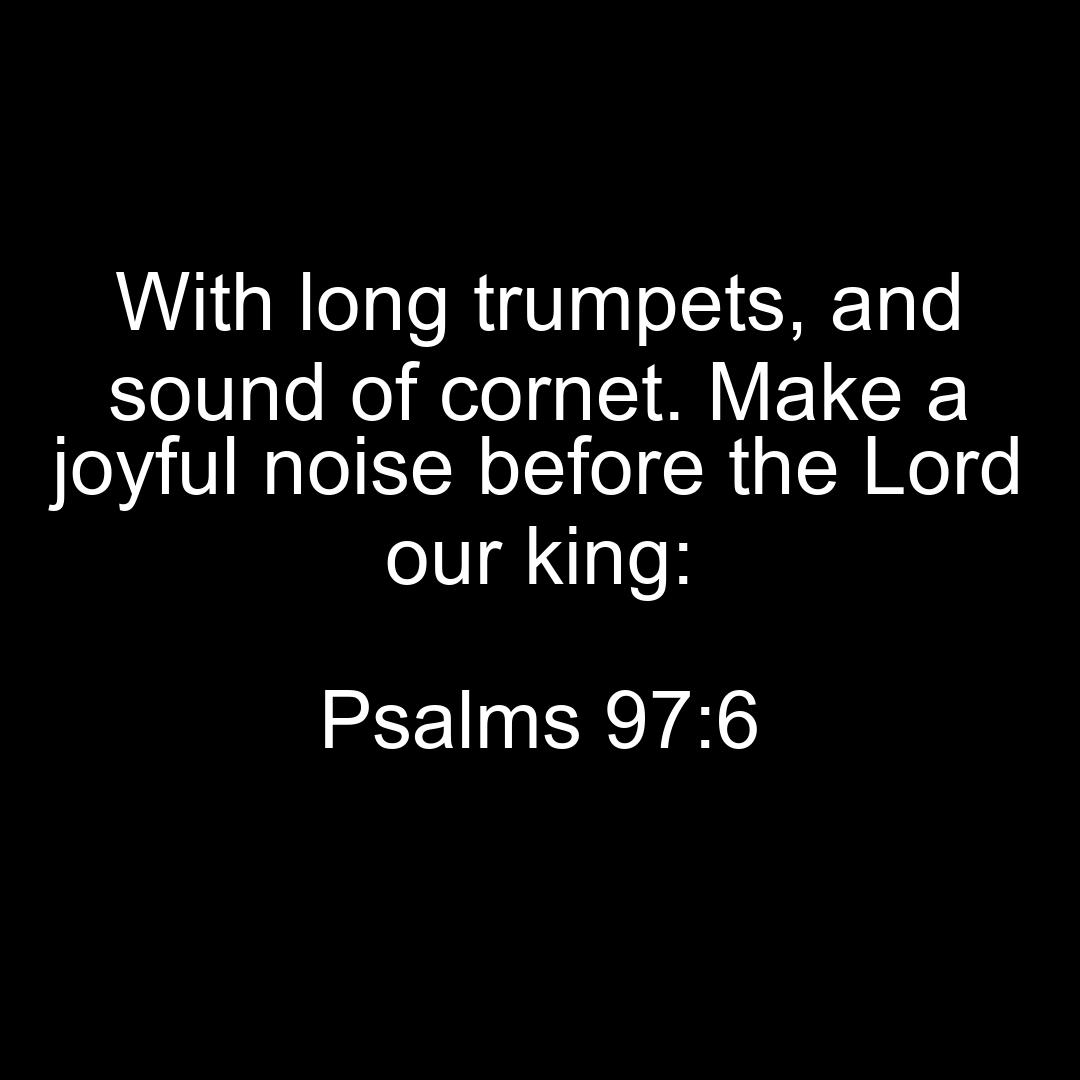 With long trumpets, and
sound of cornet. Make a
joyful noise before the Lord
our king:
Psalms 97:6